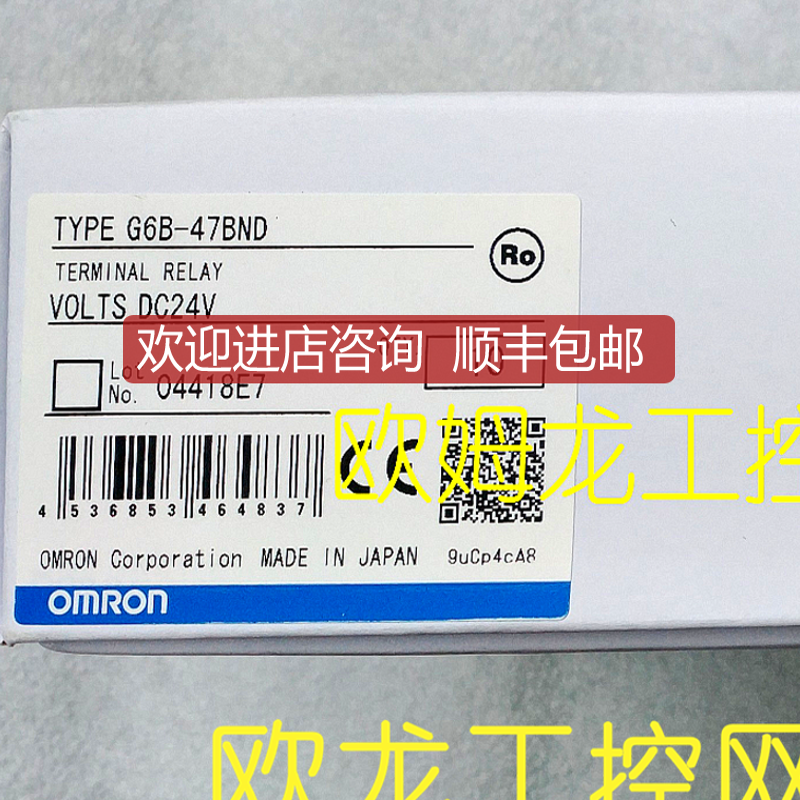 TYPE G6B-47BND
Ro
TERMINAL RELAY
VOLTS DC24V
欢迎进店咨询 顺丰包邮
Lot No. 04418E7
欧姆龙工控
4 536853 464837
CE
OMRON Corporation MADE IN JAPAN 9uCp4cA8
OMRON
欧龙工控网